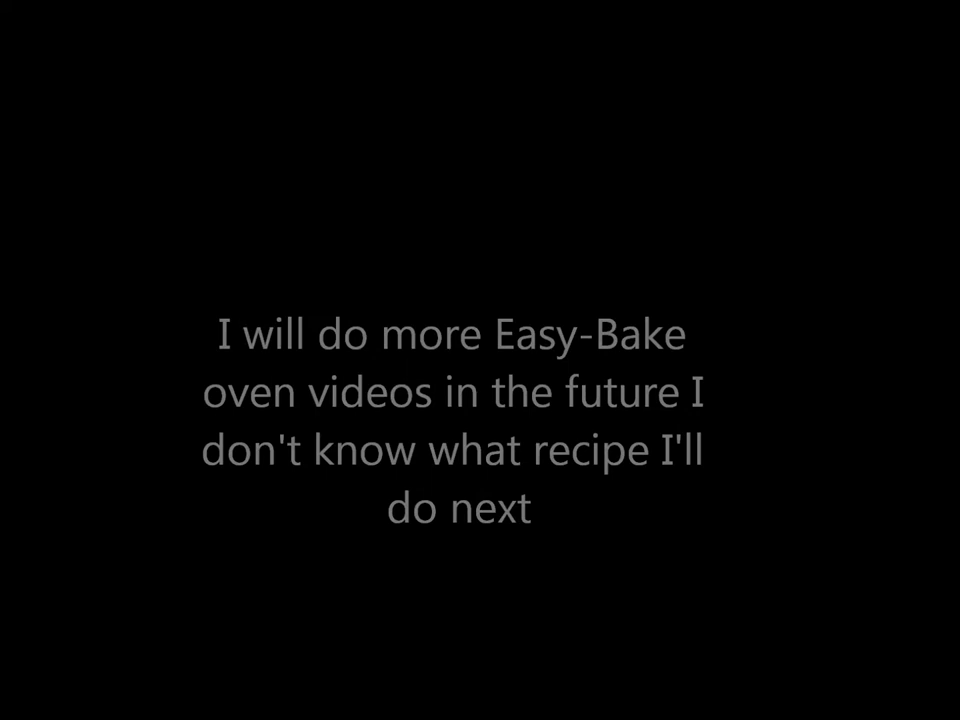 I will do more Easy-Bake
oven videos in the future I
don't know what recipe I'll
do next